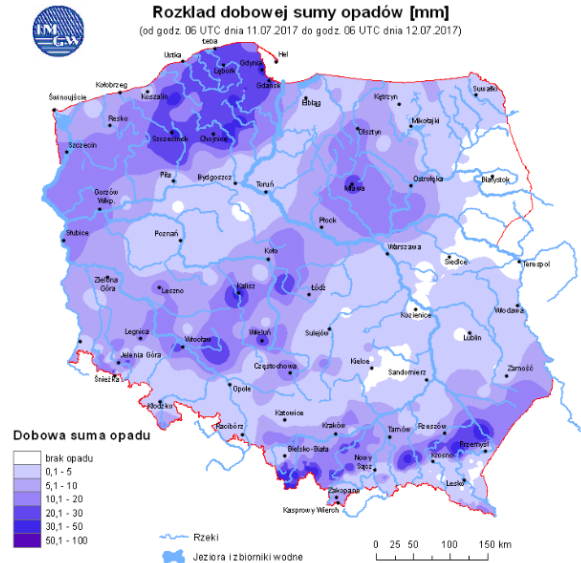 Rozkład dobowej sumy opadów [mm]
(od godz. 06 UTC dnia 11.07.2017 do godz. 06 UTC dnia 12.07.2017)
IM
GW
Łeba
Ustka
Hel
Gdynia
Lębork
Gdańsk
Kołobrzeg
Koszalin
Elbląg
Kętrzyn
Suwałki
Świnoujście
Resko
Mikołajki
Olsztyn
Szczecinek
Chojnice
Szczecin
Piła
Bydgoszcz
Toruń
Mława
Ostrołęka
Białystok
Gorzów
Wlkp.
Płock
Słubice
Poznań
Koło
Warszawa
Siedlce
Terespol
Zielona
Góra
Leszno
Kalisz
Łódź
Kozienice
Włodawa
Legnica
Wrocław
Wieluń
Sulejów
Lublin
Jelenia Góra
Śnieżka
Częstochowa
Kielce
Sandomierz
Zamość
Opole
Kłodzko
Racibórz
Katowice
Kraków
Tarnów
Rzeszów
Przemyśl
Bielsko-Biała
Nowy
Sącz
Krosno
Lesko
Zakopane
Kasprowy Wierch
Dobowa suma opadu
brak opadu
0,1 - 5
5,1 - 10
10,1 - 20
20,1 - 30
30,1 - 50
50,1 - 100
Rzeki
Jeziora i zbiorniki wodne
0 25 50 100 150 km